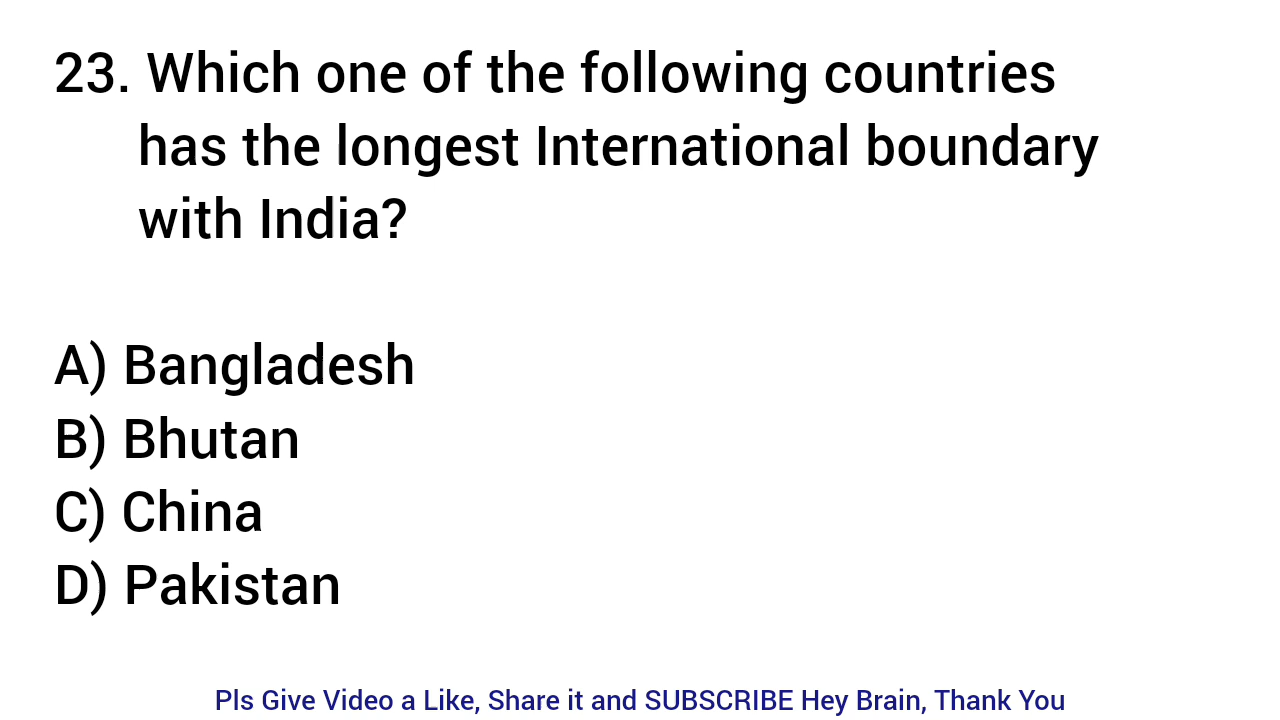 23. Which one of the following countries
has the longest International boundary
with India?
A) Bangladesh
B) Bhutan
C) China
D) Pakistan
Pls Give Video a Like, Share it and SUBSCRIBE Hey Brain, Thank You